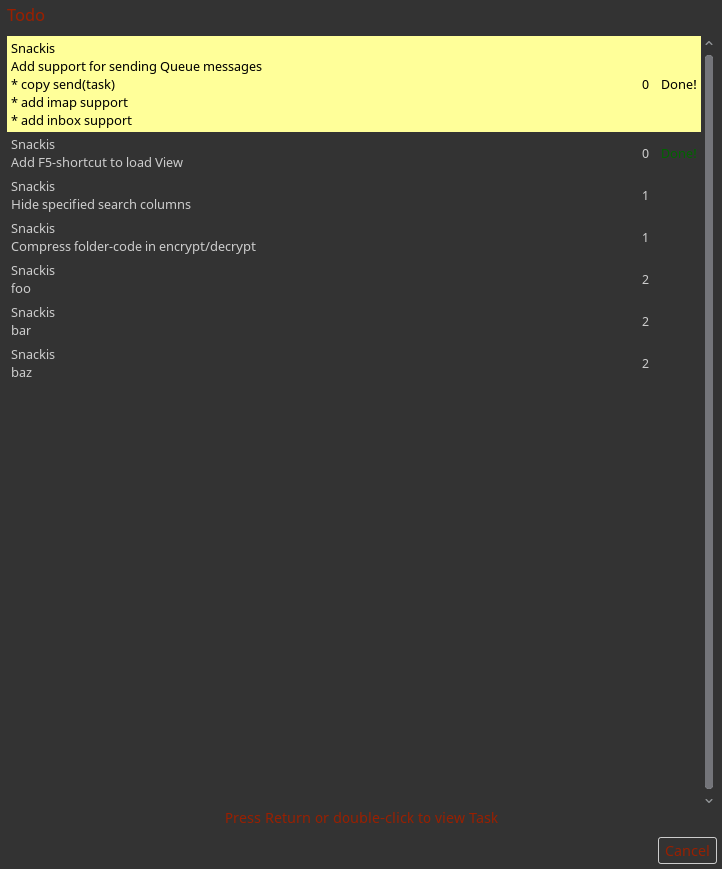 Todo
Snackis
Add support for sending Queue messages
* copy send(task)
* add imap support
* add inbox support
0 Done!
Snackis
Add F5-shortcut to load View
0 Done!
Snackis
Hide specified search columns
1
Snackis
Compress folder-code in encrypt/decrypt
1
Snackis
foo
2
Snackis
bar
2
Snackis
baz
2
Press Return or double-click to view Task
Cancel